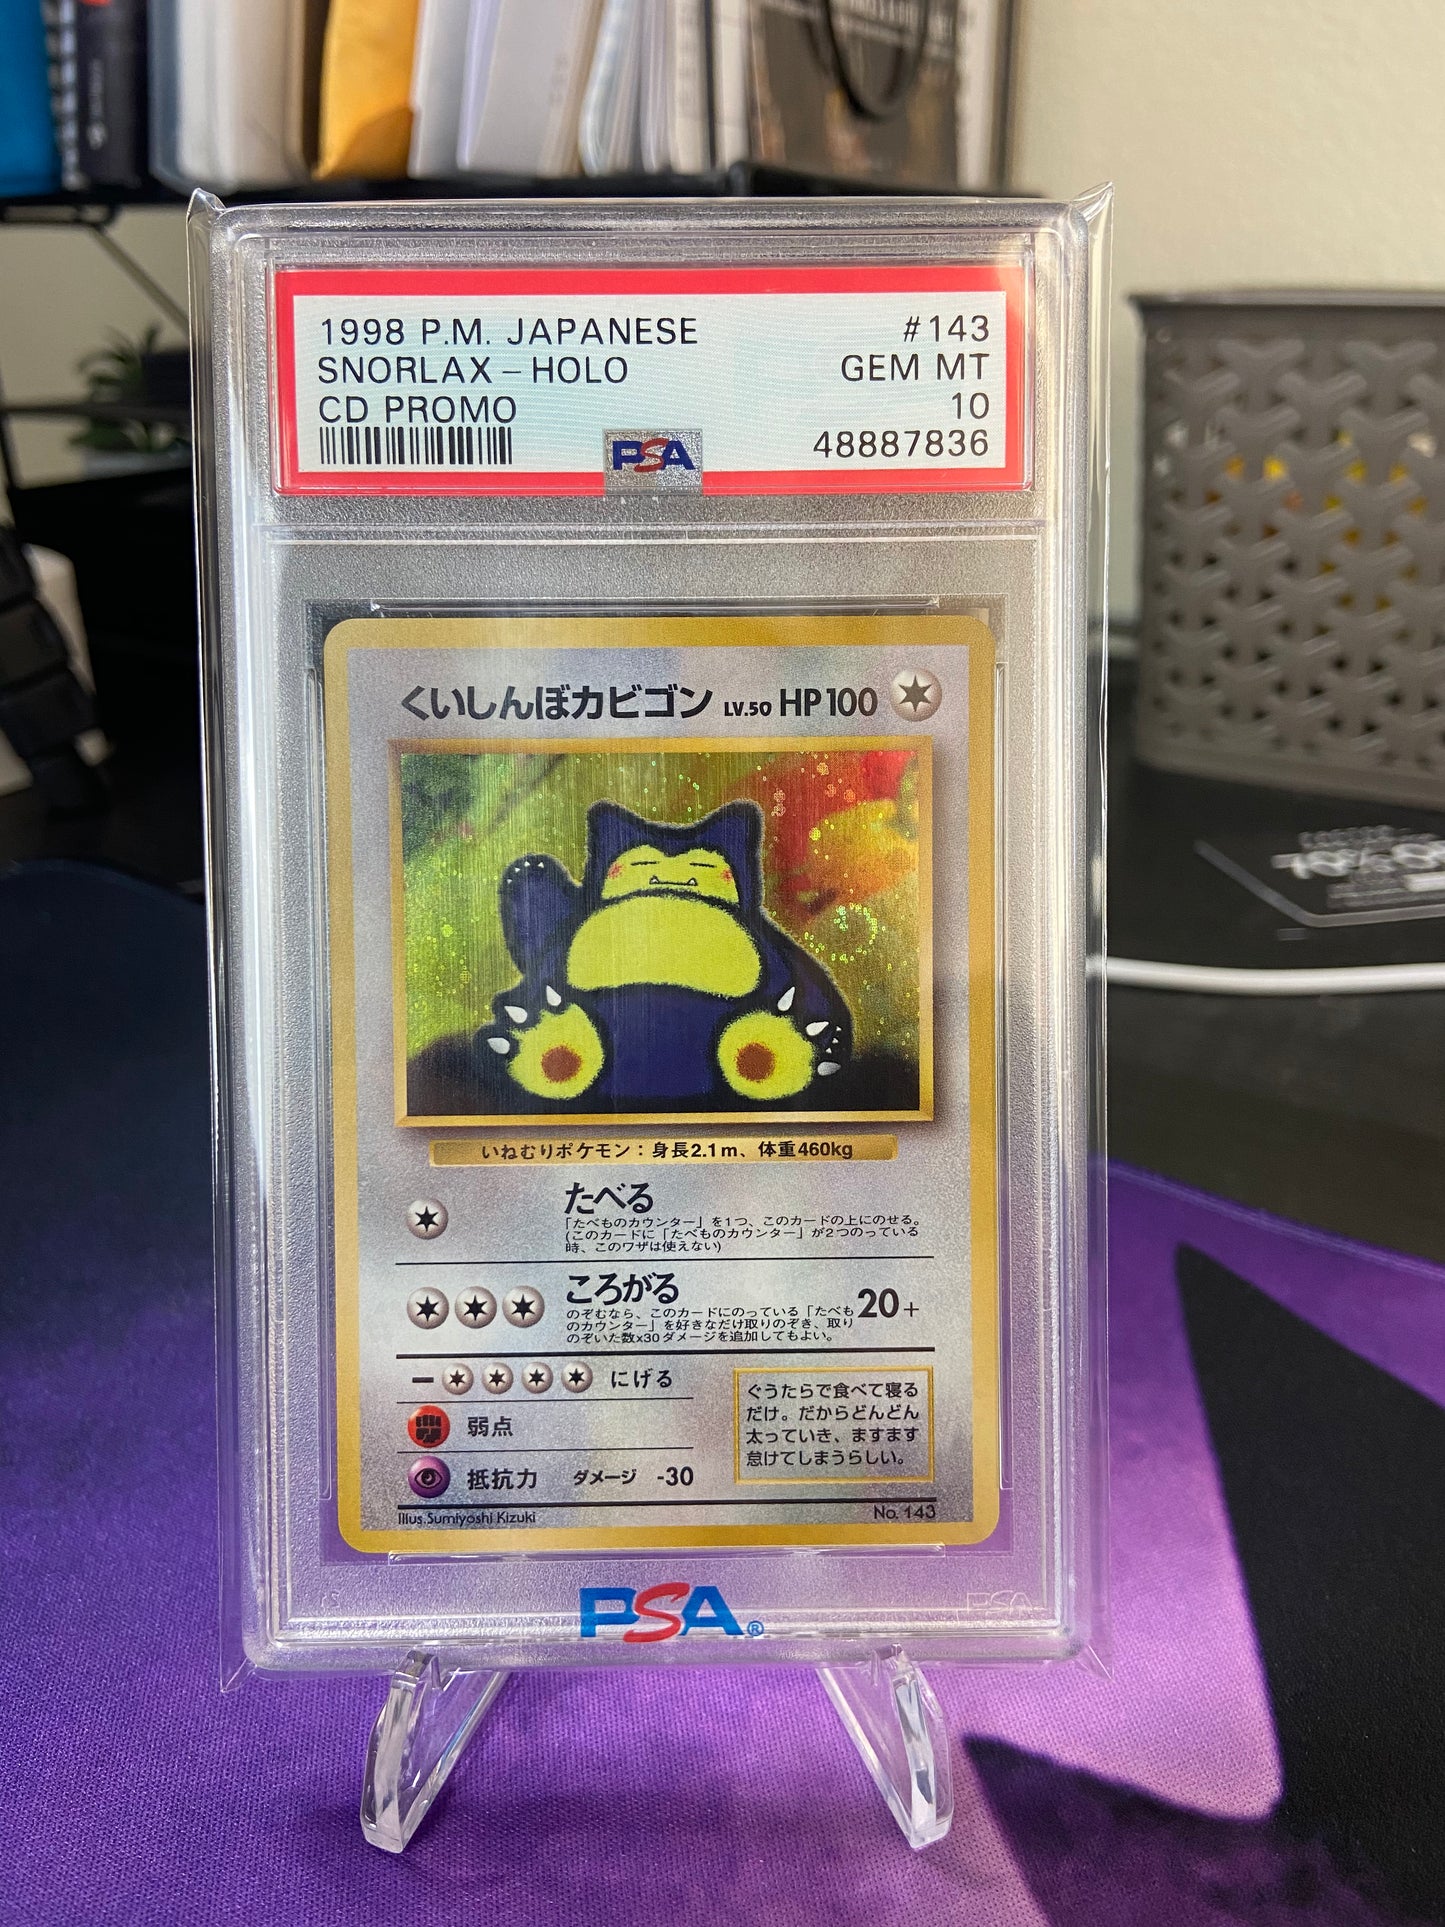 1998 P.M. JAPANESE #143
SNORLAX - HOLO GEM MT
CD PROMO 10
PSA 48887836
くいしんぼカビゴン LV.50 HP100
いねむりポケモン：身長2.1m、体重460kg
たべる
「たべものカウンター」を1つ、このカードの上にのせる。
(このカードに「たべものカウンター」が2つのっている
時、このワザは使えない)
ころがる
のぞむなら、このカードにのっている「たべも
のカウンター」を好きなだけ取りのぞき、取り
のぞいた数x30ダメージを追加してもよい。
20+
ー にげる
弱点
抵抗力 ダメージ -30
ぐうたらで食べて寝る
だけ。だからどんどん
太っていき、ますます
怠けてしまうらしい。
Illus.Sumiyoshi Kizuki No. 143
PSA®
PSA